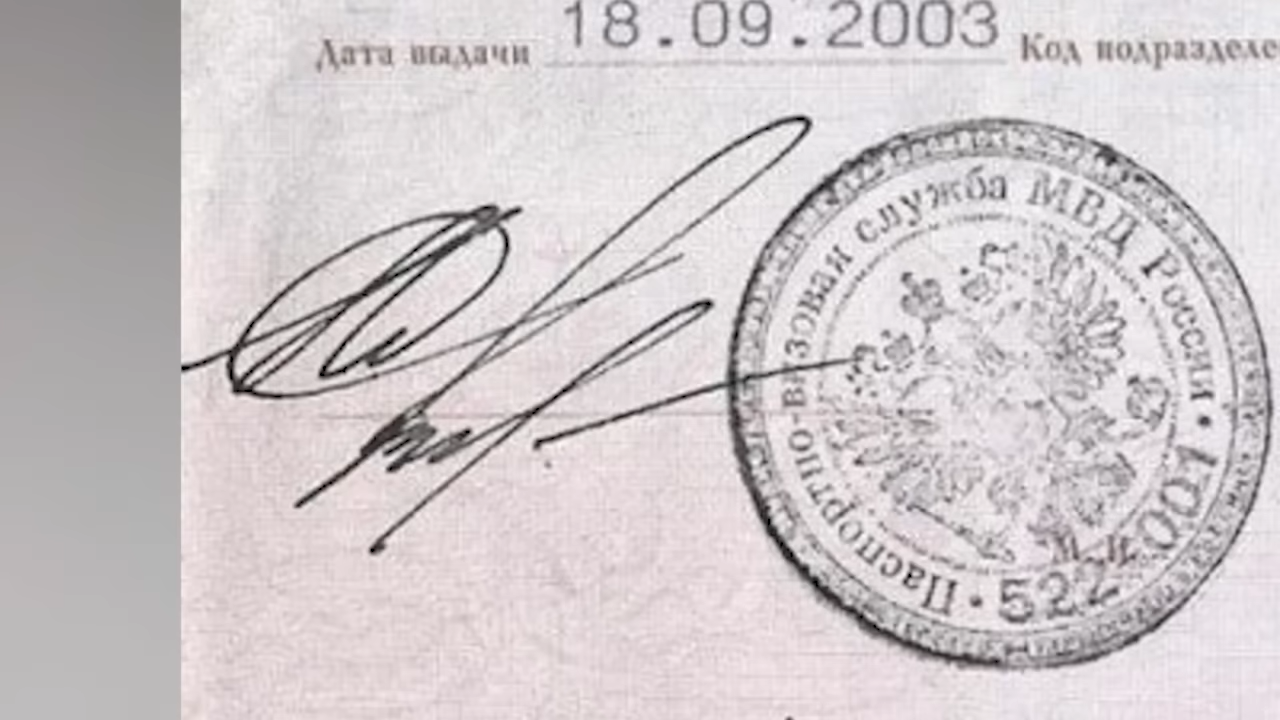 Дата выдачи 18.09.2003 Код подразделе
Паспортно-визовая служба МВД России • 522-001 •